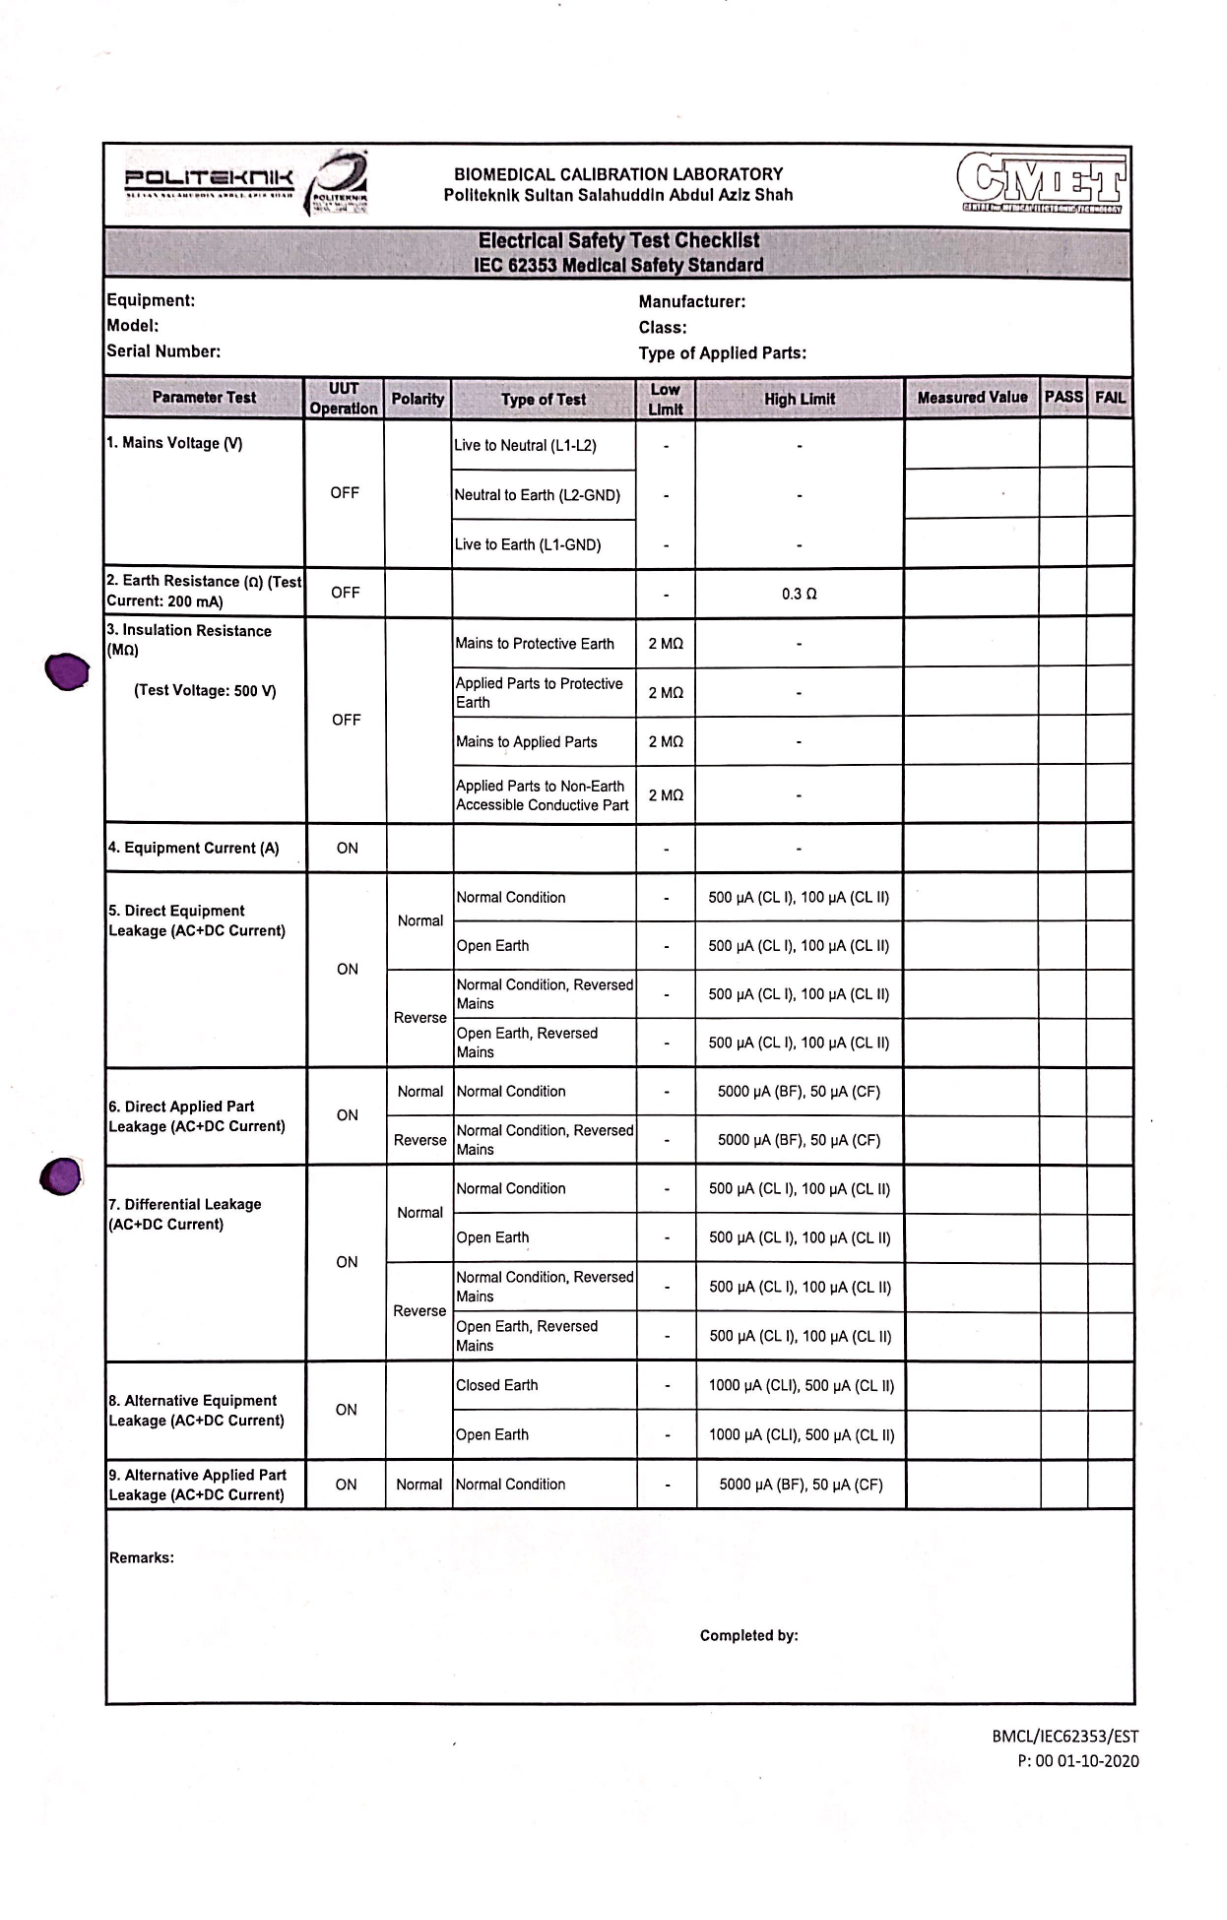 POLITEKNIK
SULTAN SALAHUDDIN ABDUL AZIZ SHAH
POLITEKNIK
BIOMEDICAL CALIBRATION LABORATORY
Politeknik Sultan Salahuddin Abdul Aziz Shah
CMET
CENTRE for MEDICAL ELECTRONIC TECHNOLOGY
Electrical Safety Test Checklist
IEC 62353 Medical Safety Standard
Equipment: Manufacturer:
Model: Class:
Serial Number: Type of Applied Parts:
Parameter Test UUT Operation Polarity Type of Test Low Limit High Limit Measured Value PASS FAIL
1. Mains Voltage (V) OFF
Live to Neutral (L1-L2) - -
Neutral to Earth (L2-GND) - -
Live to Earth (L1-GND) - -
2. Earth Resistance (Ω) (Test
Current: 200 mA) OFF - 0.3 Ω
3. Insulation Resistance
(MΩ)
(Test Voltage: 500 V) OFF
Mains to Protective Earth 2 MΩ -
Applied Parts to Protective
Earth 2 MΩ -
Mains to Applied Parts 2 MΩ -
Applied Parts to Non-Earth
Accessible Conductive Part 2 MΩ -
4. Equipment Current (A) ON - -
5. Direct Equipment
Leakage (AC+DC Current) ON
Normal
Normal Condition - 500 µA (CL I), 100 µA (CL II)
Open Earth - 500 µA (CL I), 100 µA (CL II)
Reverse
Normal Condition, Reversed
Mains - 500 µA (CL I), 100 µA (CL II)
Open Earth, Reversed
Mains - 500 µA (CL I), 100 µA (CL II)
6. Direct Applied Part
Leakage (AC+DC Current) ON
Normal Normal Condition - 5000 µA (BF), 50 µA (CF)
Reverse Normal Condition, Reversed
Mains - 5000 µA (BF), 50 µA (CF)
7. Differential Leakage
(AC+DC Current) ON
Normal
Normal Condition - 500 µA (CL I), 100 µA (CL II)
Open Earth - 500 µA (CL I), 100 µA (CL II)
Reverse
Normal Condition, Reversed
Mains - 500 µA (CL I), 100 µA (CL II)
Open Earth, Reversed
Mains - 500 µA (CL I), 100 µA (CL II)
8. Alternative Equipment
Leakage (AC+DC Current) ON
Closed Earth - 1000 µA (CLI), 500 µA (CL II)
Open Earth - 1000 µA (CLI), 500 µA (CL II)
9. Alternative Applied Part
Leakage (AC+DC Current) ON Normal Normal Condition - 5000 µA (BF), 50 µA (CF)
Remarks:
Completed by:
BMCL/IEC62353/EST
P: 00 01-10-2020